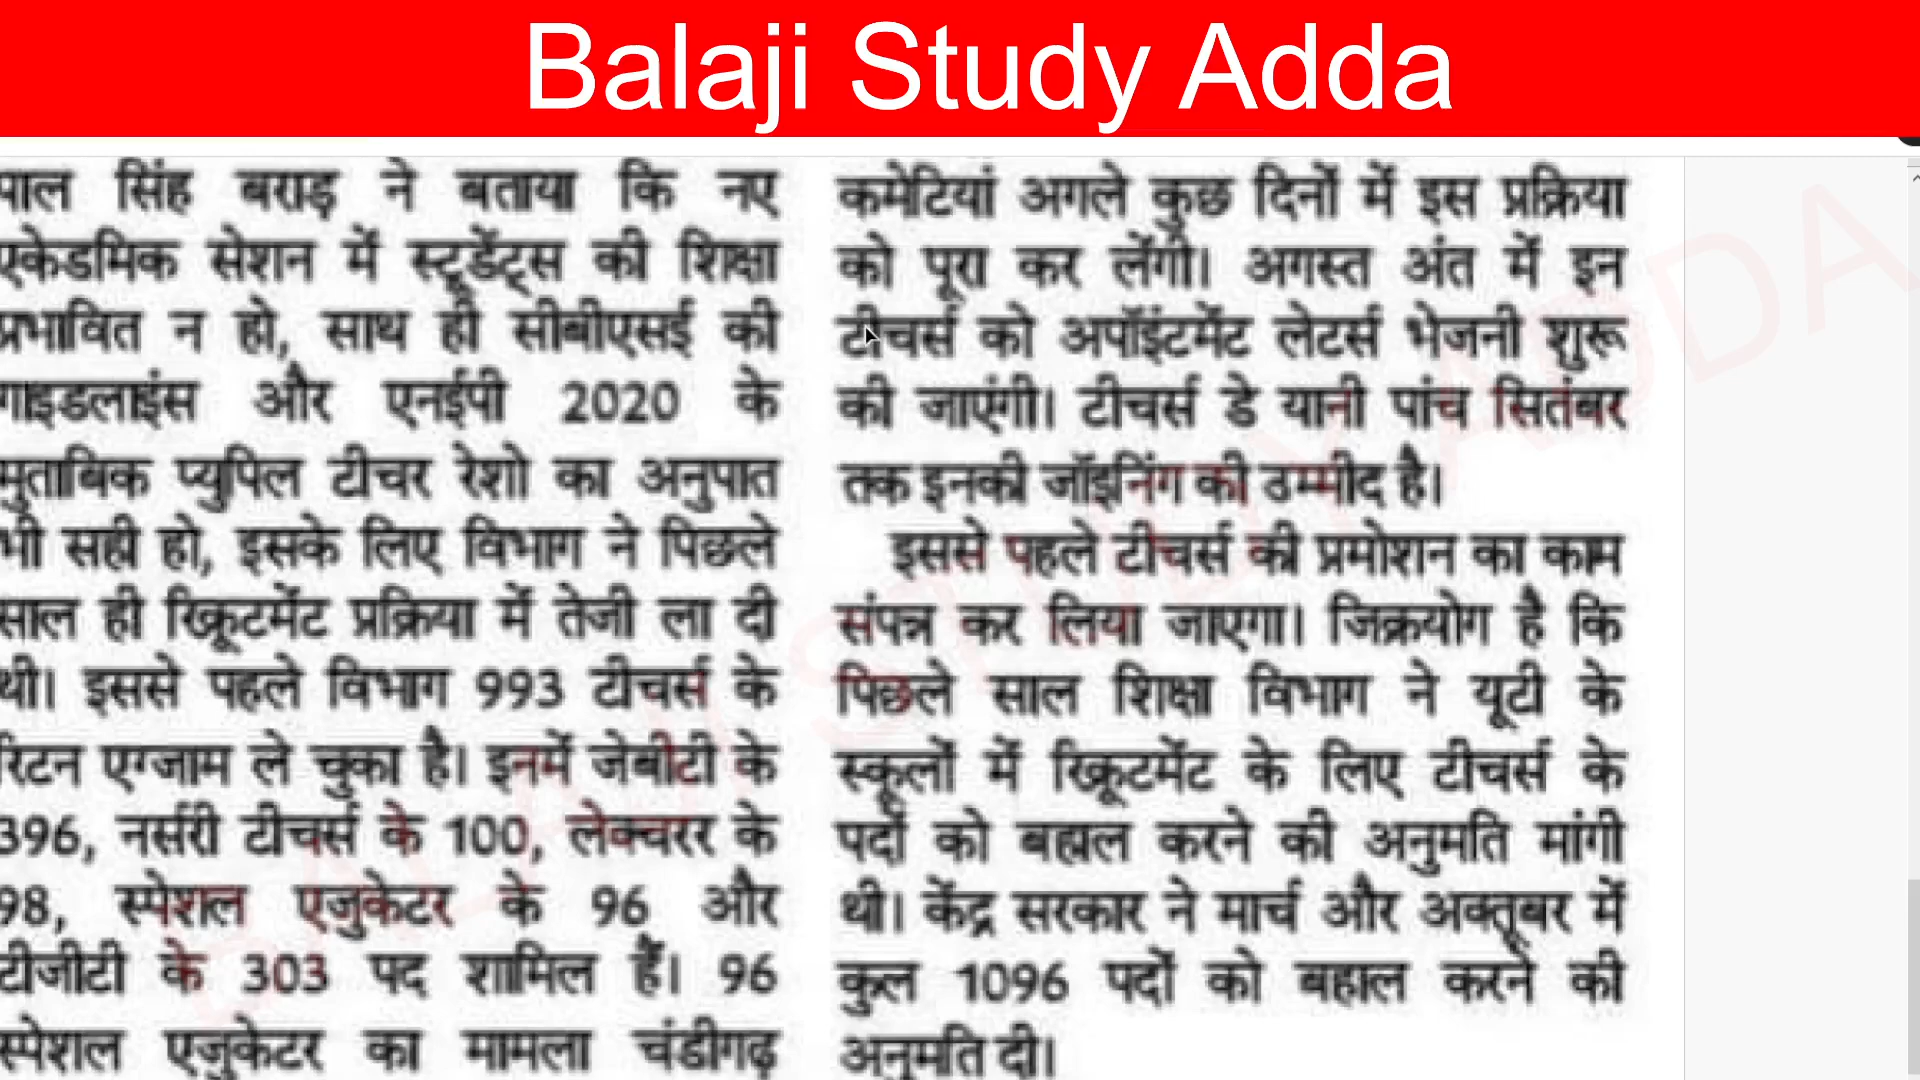 Balaji Study Adda
पाल सिंह बराड़ ने बताया कि नए
एकेडमिक सेशन में स्टूडेंट्स की शिक्षा
प्रभावित न हो, साथ ही सीबीएसई की
गाइडलाइंस और एनईपी 2020 के
मुताबिक प्युपिल टीचर रेशो का अनुपात
भी सही हो, इसके लिए विभाग ने पिछले
साल ही रिक्रूटमेंट प्रक्रिया में तेजी ला दी
थी। इससे पहले विभाग 993 टीचर्स के
रिटन एग्जाम ले चुका है। इनमें जेबीटी के
396, नर्सरी टीचर्स के 100, लेक्चरर के
98, स्पेशल एजुकेटर के 96 और
टीजीटी के 303 पद शामिल हैं। 96
स्पेशल एजुकेटर का मामला चंडीगढ़
कमेटियां अगले कुछ दिनों में इस प्रक्रिया
को पूरा कर लेंगी। अगस्त अंत में इन
टीचर्स को अपॉइंटमेंट लेटर्स भेजनी शुरू
की जाएंगी। टीचर्स डे यानी पांच सितंबर
तक इनकी जॉइनिंग की उम्मीद है।
इससे पहले टीचर्स की प्रमोशन का काम
संपन्न कर लिया जाएगा। जिक्रयोग है कि
पिछले साल शिक्षा विभाग ने यूटी के
स्कूलों में रिक्रूटमेंट के लिए टीचर्स के
पदों को बहाल करने की अनुमति मांगी
थी। केंद्र सरकार ने मार्च और अक्तूबर में
कुल 1096 पदों को बहाल करने की
अनुमति दी।
BALAJI STUDY ADDA